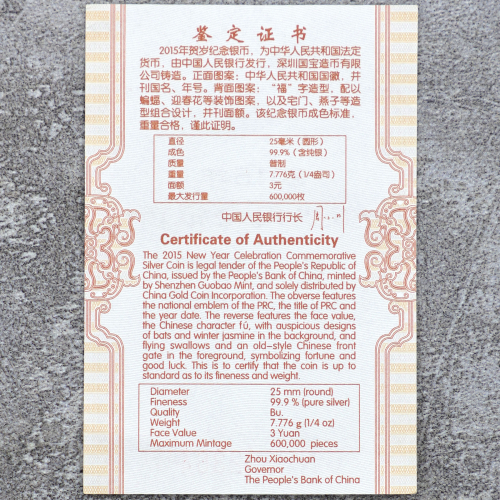 鉴定证书
2015年贺岁纪念银币，为中华人民共和国法定
货币，由中国人民银行发行，深圳国宝造币有限
公司铸造。正面图案：中华人民共和国国徽，并
刊国名、年号。背面图案：“福”字造型，配以
蝙蝠、迎春花等装饰图案，以及宅门、燕子等造
型组合设计，并刊面额。该纪念银币成色标准，
重量合格，谨此证明。
直径 25毫米（圆形）
成色 99.9%（含纯银）
质量 普制
重量 7.776克（1/4盎司）
面额 3元
最大发行量 600,000枚
中国人民银行行长
Certificate of Authenticity
The 2015 New Year Celebration Commemorative
Silver Coin is legal tender of the People's Republic of
China, issued by the People's Bank of China, minted
by Shenzhen Guobao Mint, and solely distributed by
China Gold Coin Incorporation. The obverse features
the national emblem of the PRC, the title of PRC and
the year date. The reverse features the face value,
the Chinese character fú, with auspicious designs
of bats and winter jasmine in the background, and
flying swallows and an old-style Chinese front
gate in the foreground, symbolizing fortune and
good luck. This is to certify that the coin is up to
standard as to its fineness and weight.
Diameter 25 mm (round)
Fineness 99.9 % (pure silver)
Quality Bu.
Weight 7.776 g (1/4 oz)
Face Value 3 Yuan
Maximum Mintage 600,000 pieces
Zhou Xiaochuan
Governor
The People's Bank of China